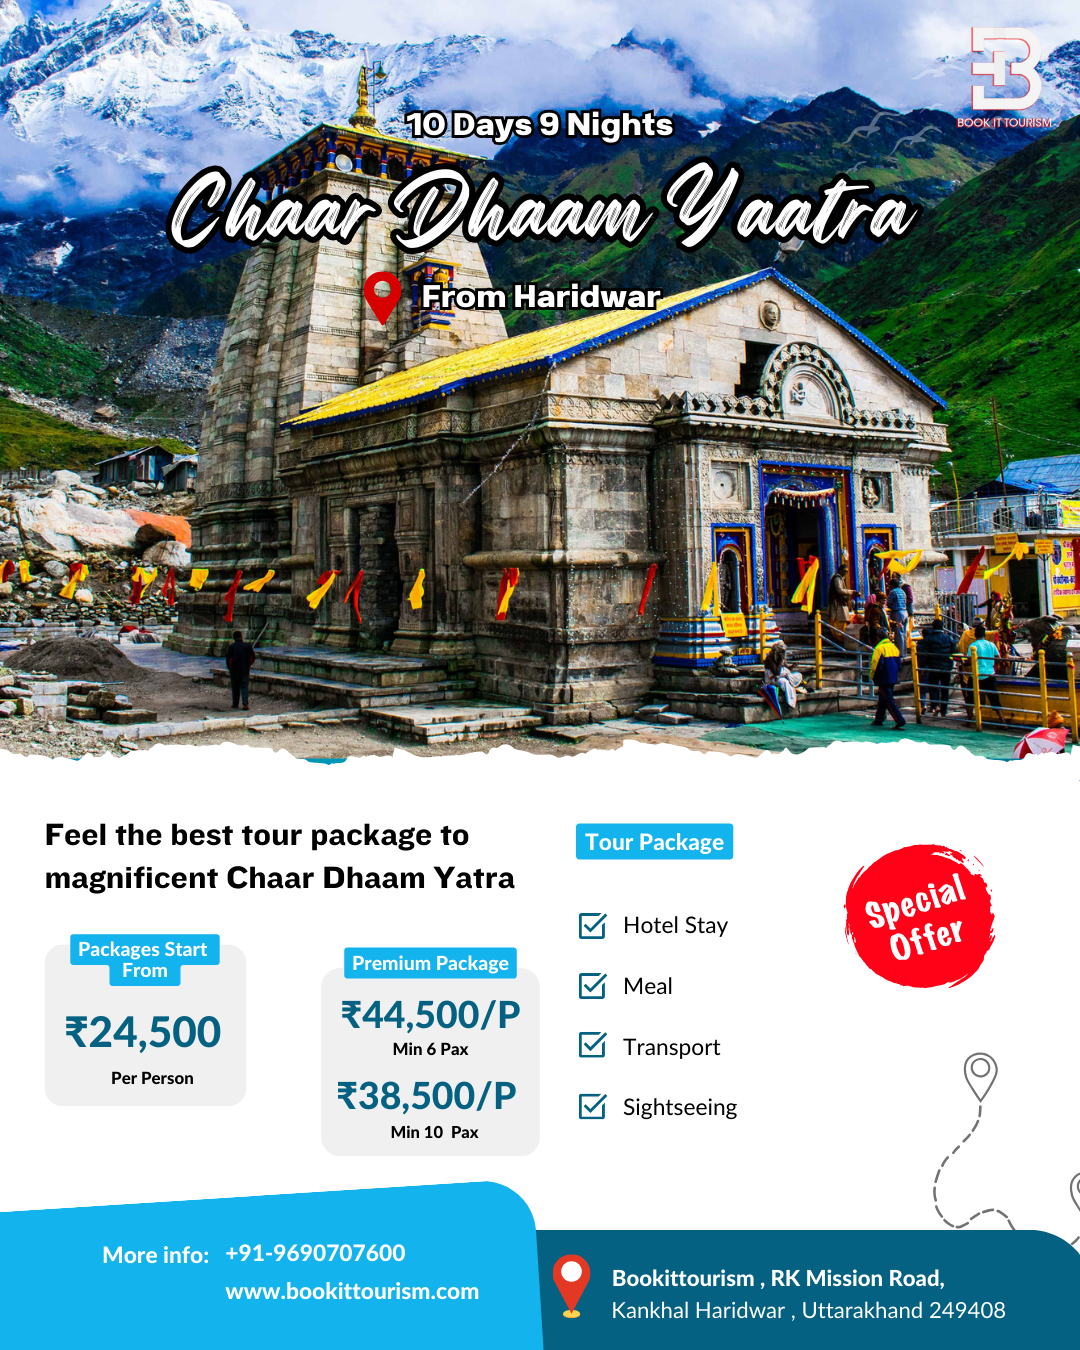 BOOK IT TOURISM
10 Days 9 Nights
Chaar Dhaam Yaatra
From Haridwar
Feel the best tour package to
magnificent Chaar Dhaam Yatra
Packages Start
From
₹24,500
Per Person
Premium Package
₹44,500/P
Min 6 Pax
₹38,500/P
Min 10 Pax
Tour Package
Hotel Stay
Meal
Transport
Sightseeing
Special
Offer
More info: +91-9690707600
www.bookittourism.com
Bookittourism , RK Mission Road,
Kankhal Haridwar , Uttarakhand 249408